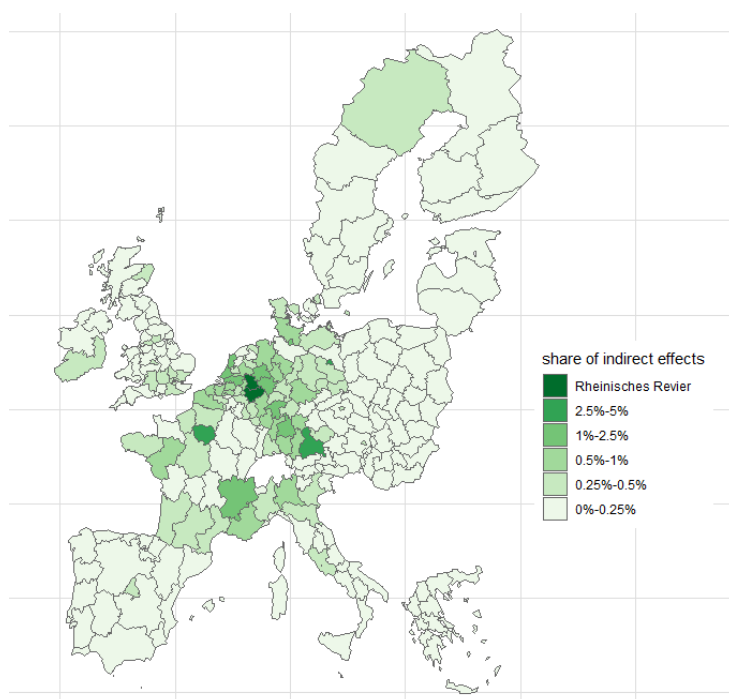 share of indirect effects
Rheinisches Revier
2.5%-5%
1%-2.5%
0.5%-1%
0.25%-0.5%
0%-0.25%